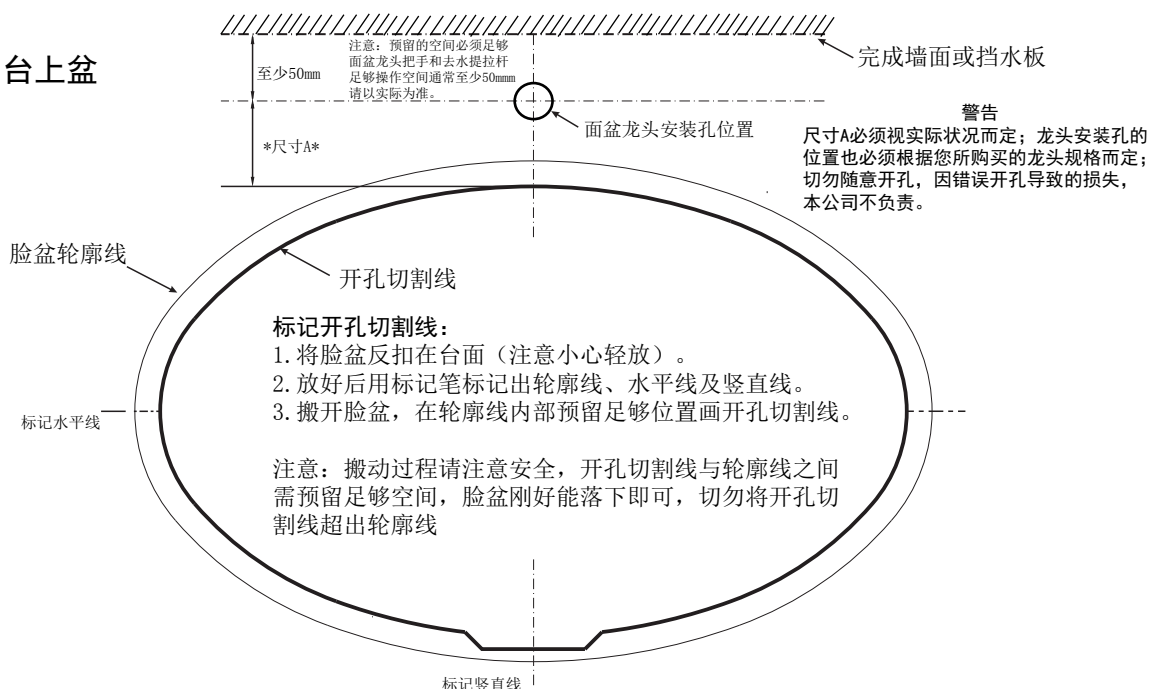 台上盆
至少50mm
注意: 预留的空间必须足够
面盆龙头把手和去水提拉杆
足够操作空间通常至少50mmm
请以实际为准。
完成墙面或挡水板
面盆龙头安装孔位置
*尺寸A*
警告
尺寸A必须视实际状况而定；龙头安装孔的
位置也必须根据您所购买的龙头规格而定；
切勿随意开孔，因错误开孔导致的损失，
本公司不负责。
脸盆轮廓线
开孔切割线
标记开孔切割线：
1.将脸盆反扣在台面（注意小心轻放）。
2.放好后用标记笔标记出轮廓线、水平线及竖直线。
3.搬开脸盆，在轮廓线内部预留足够位置画开孔切割线。
标记水平线
注意：搬动过程请注意安全，开孔切割线与轮廓线之间
需预留足够空间，脸盆刚好能落下即可，切勿将开孔切
割线超出轮廓线
标记竖直线